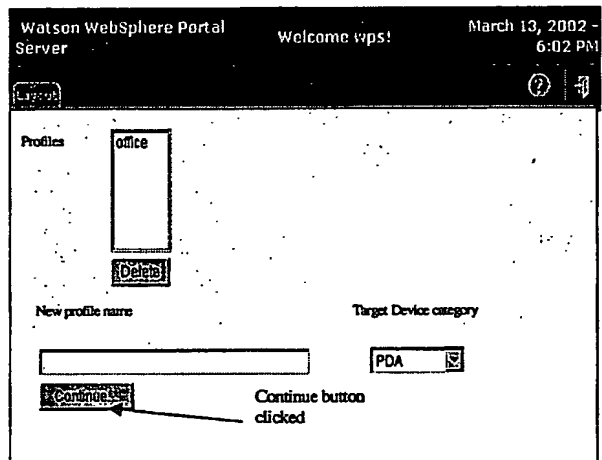 Watson WebSphere Portal Server
Welcome wps!
March 13, 2002 - 6:02 PM
Layout
Profiles
office
Delete
New profile name
Target Device category
PDA
Continue
Continue button clicked